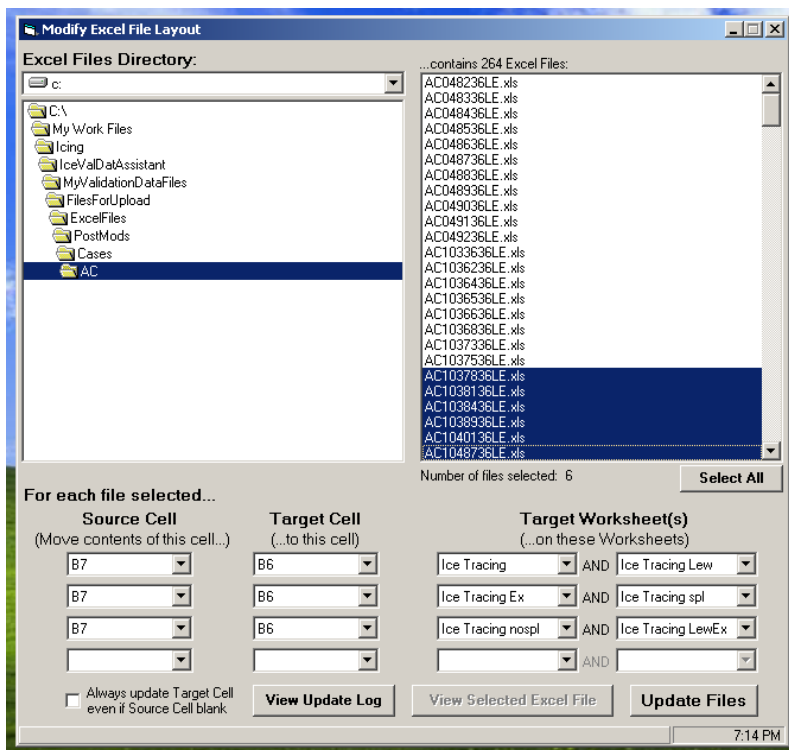 Modify Excel File Layout
Excel Files Directory:
c:
C:\
My Work Files
Icing
IceValDatAssistant
MyValidationDataFiles
FilesForUpload
ExcelFiles
PostMods
Cases
AC
...contains 264 Excel Files:
AC048236LE.xls
AC048336LE.xls
AC048436LE.xls
AC048536LE.xls
AC048636LE.xls
AC048736LE.xls
AC048836LE.xls
AC048936LE.xls
AC049036LE.xls
AC049136LE.xls
AC049236LE.xls
AC1033636LE.xls
AC1036236LE.xls
AC1036436LE.xls
AC1036536LE.xls
AC1036636LE.xls
AC1036836LE.xls
AC1037336LE.xls
AC1037536LE.xls
AC1037836LE.xls
AC1038136LE.xls
AC1038436LE.xls
AC1038936LE.xls
AC1040136LE.xls
AC1048736LE.xls
Number of files selected: 6
Select All
For each file selected...
Source Cell Target Cell Target Worksheet(s)
(Move contents of this cell...) (...to this cell) (...on these Worksheets)
B7 B6 Ice Tracing AND Ice Tracing Lew
B7 B6 Ice Tracing Ex AND Ice Tracing spl
B7 B6 Ice Tracing nospl AND Ice Tracing LewEx
AND
Always update Target Cell
even if Source Cell blank
View Update Log View Selected Excel File Update Files
7:14 PM